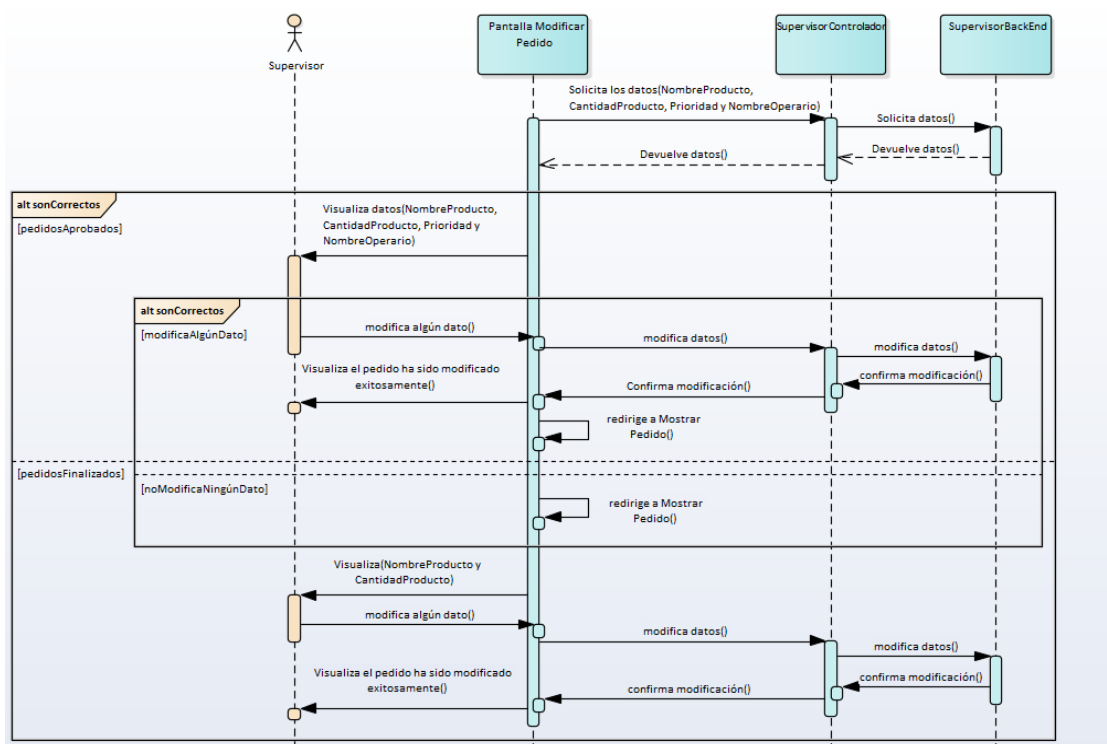 Pantalla Modificar
Pedido
Supervisor Controlador
SupervisorBackEnd
Supervisor
Solicita los datos(NombreProducto,
CantidadProducto, Prioridad y NombreOperario)
Solicita datos()
Devuelve datos()
Devuelve datos()
alt sonCorrectos
[pedidosAprobados]
Visualiza datos(NombreProducto,
CantidadProducto, Prioridad y
NombreOperario)
alt sonCorrectos
[modificaAlgúnDato]
modifica algún dato()
modifica datos()
modifica datos()
confirma modificación()
Confirma modificación()
Visualiza el pedido ha sido modificado
exitosamente()
redirige a Mostrar
Pedido()
[pedidosFinalizados]
[noModificaNingúnDato]
redirige a Mostrar
Pedido()
Visualiza(NombreProducto y
CantidadProducto)
modifica algún dato()
modifica datos()
modifica datos()
confirma modificación()
confirma modificación()
Visualiza el pedido ha sido modificado
exitosamente()